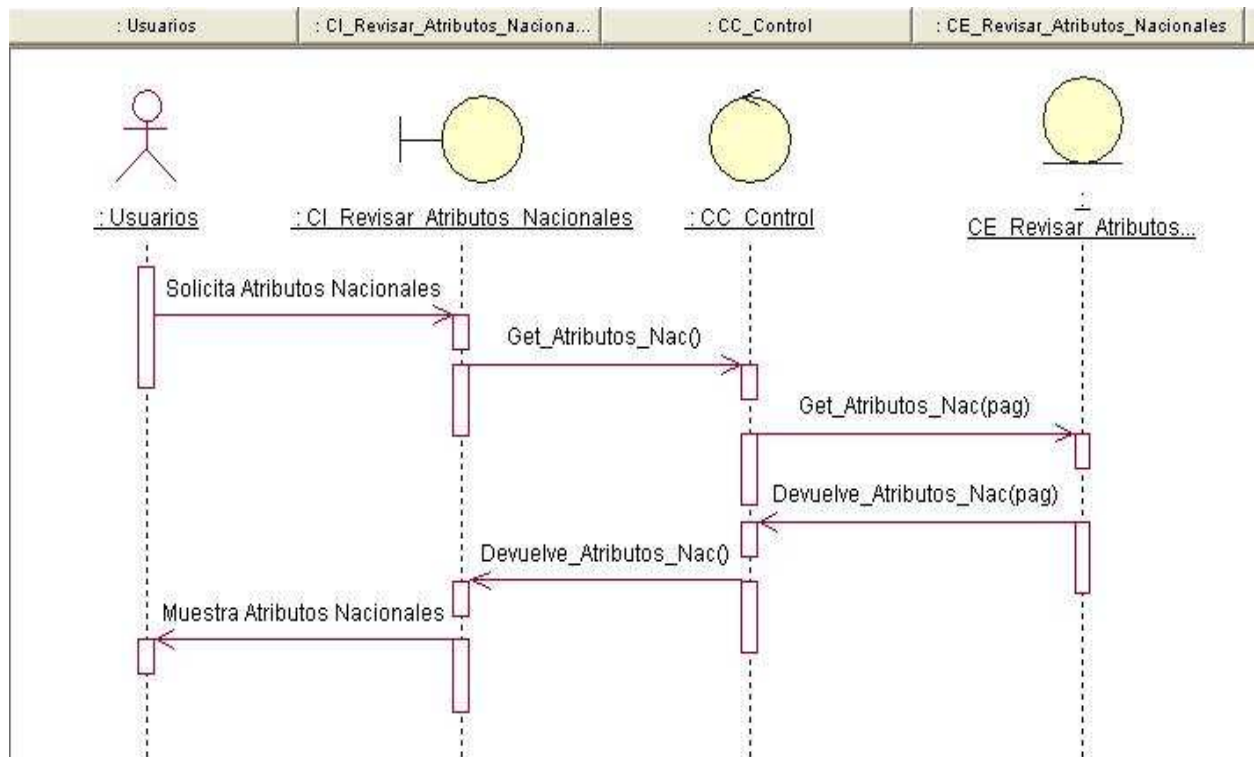 : Usuarios
: CI_Revisar_Atributos_Naciona...
: CC_Control
: CE_Revisar_Atributos_Nacionales
: Usuarios
: CI_Revisar_Atributos_Nacionales
: CC_Control
:
CE_Revisar_Atributos...
Solicita Atributos Nacionales
Get_Atributos_Nac()
Get_Atributos_Nac(pag)
Devuelve_Atributos_Nac(pag)
Devuelve_Atributos_Nac()
Muestra Atributos Nacionales